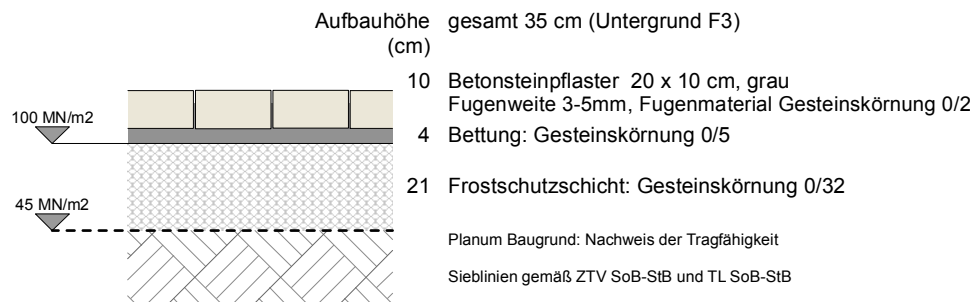 Aufbauhöhe gesamt 35 cm (Untergrund F3)
(cm)
10 Betonsteinpflaster 20 x 10 cm, grau
Fugenweite 3-5mm, Fugenmaterial Gesteinskörnung 0/2
100 MN/m2
4 Bettung: Gesteinskörnung 0/5
21 Frostschutzschicht: Gesteinskörnung 0/32
45 MN/m2
Planum Baugrund: Nachweis der Tragfähigkeit
Sieblinien gemäß ZTV SoB-StB und TL SoB-StB